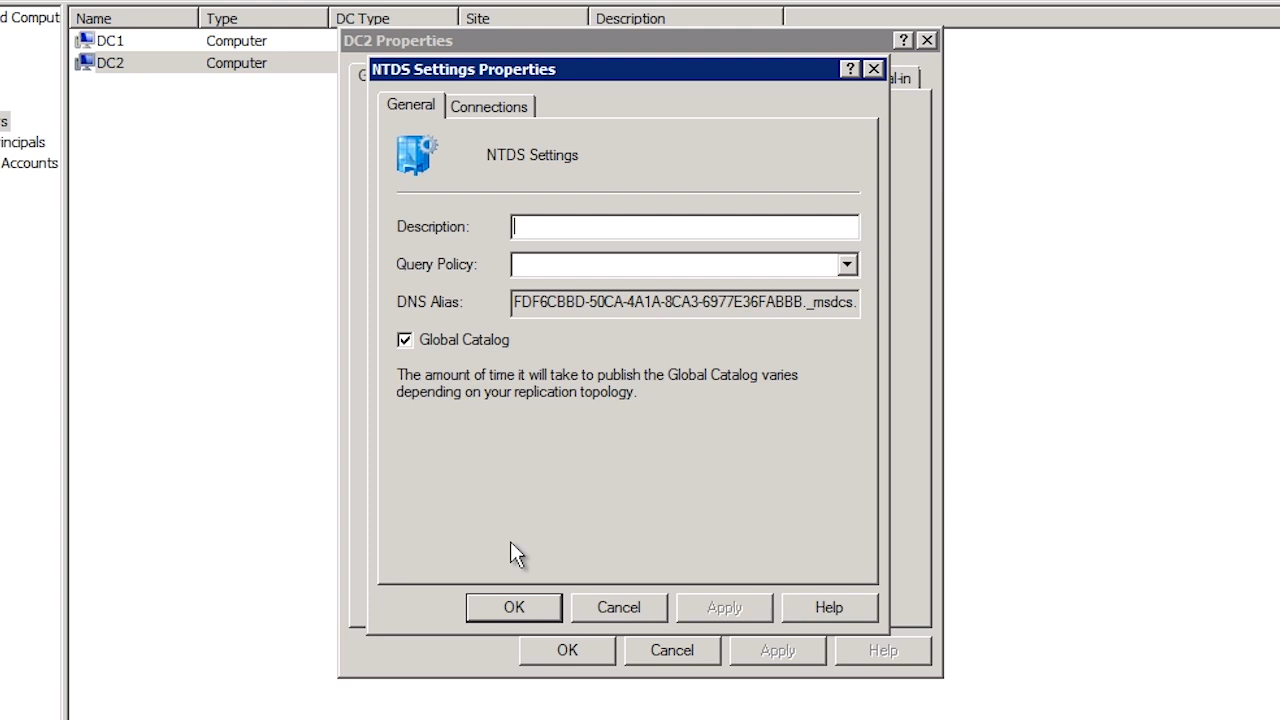 d Comput
Name Type DC Type Site Description
DC1 Computer
DC2 Computer
DC2 Properties
NTDS Settings Properties
al-in
General Connections
NTDS Settings
Description:
Query Policy:
DNS Alias: FDF6CBBD-50CA-4A1A-8CA3-6977E36FABBB._msdcs.
Global Catalog
The amount of time it will take to publish the Global Catalog varies
depending on your replication topology.
OK Cancel Apply Help
OK Cancel Apply Help
rs
incipals
Accounts